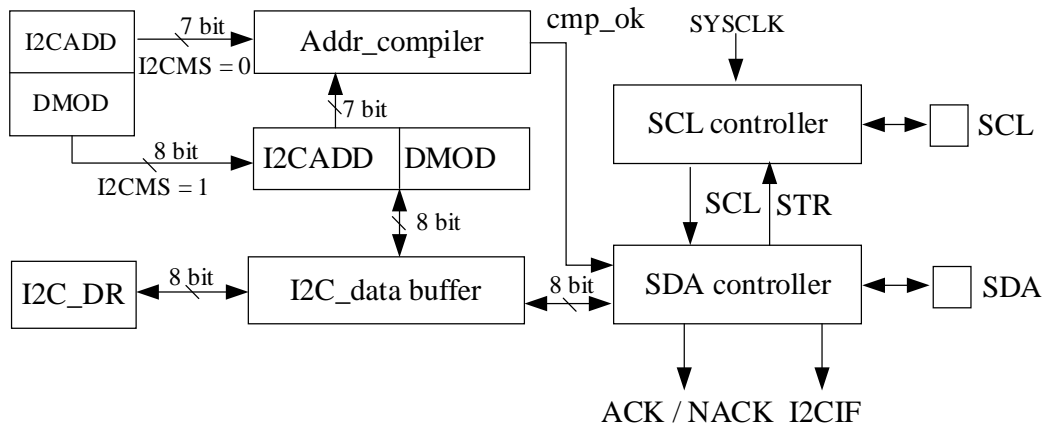 I2CADD
7 bit
I2CMS = 0
Addr_compiler
cmp_ok
SYSCLK
DMOD
7 bit
SCL controller
SCL
8 bit
I2CMS = 1
I2CADD
DMOD
8 bit
SCL
STR
I2C_DR
8 bit
I2C_data buffer
8 bit
SDA controller
SDA
ACK / NACK
I2CIF